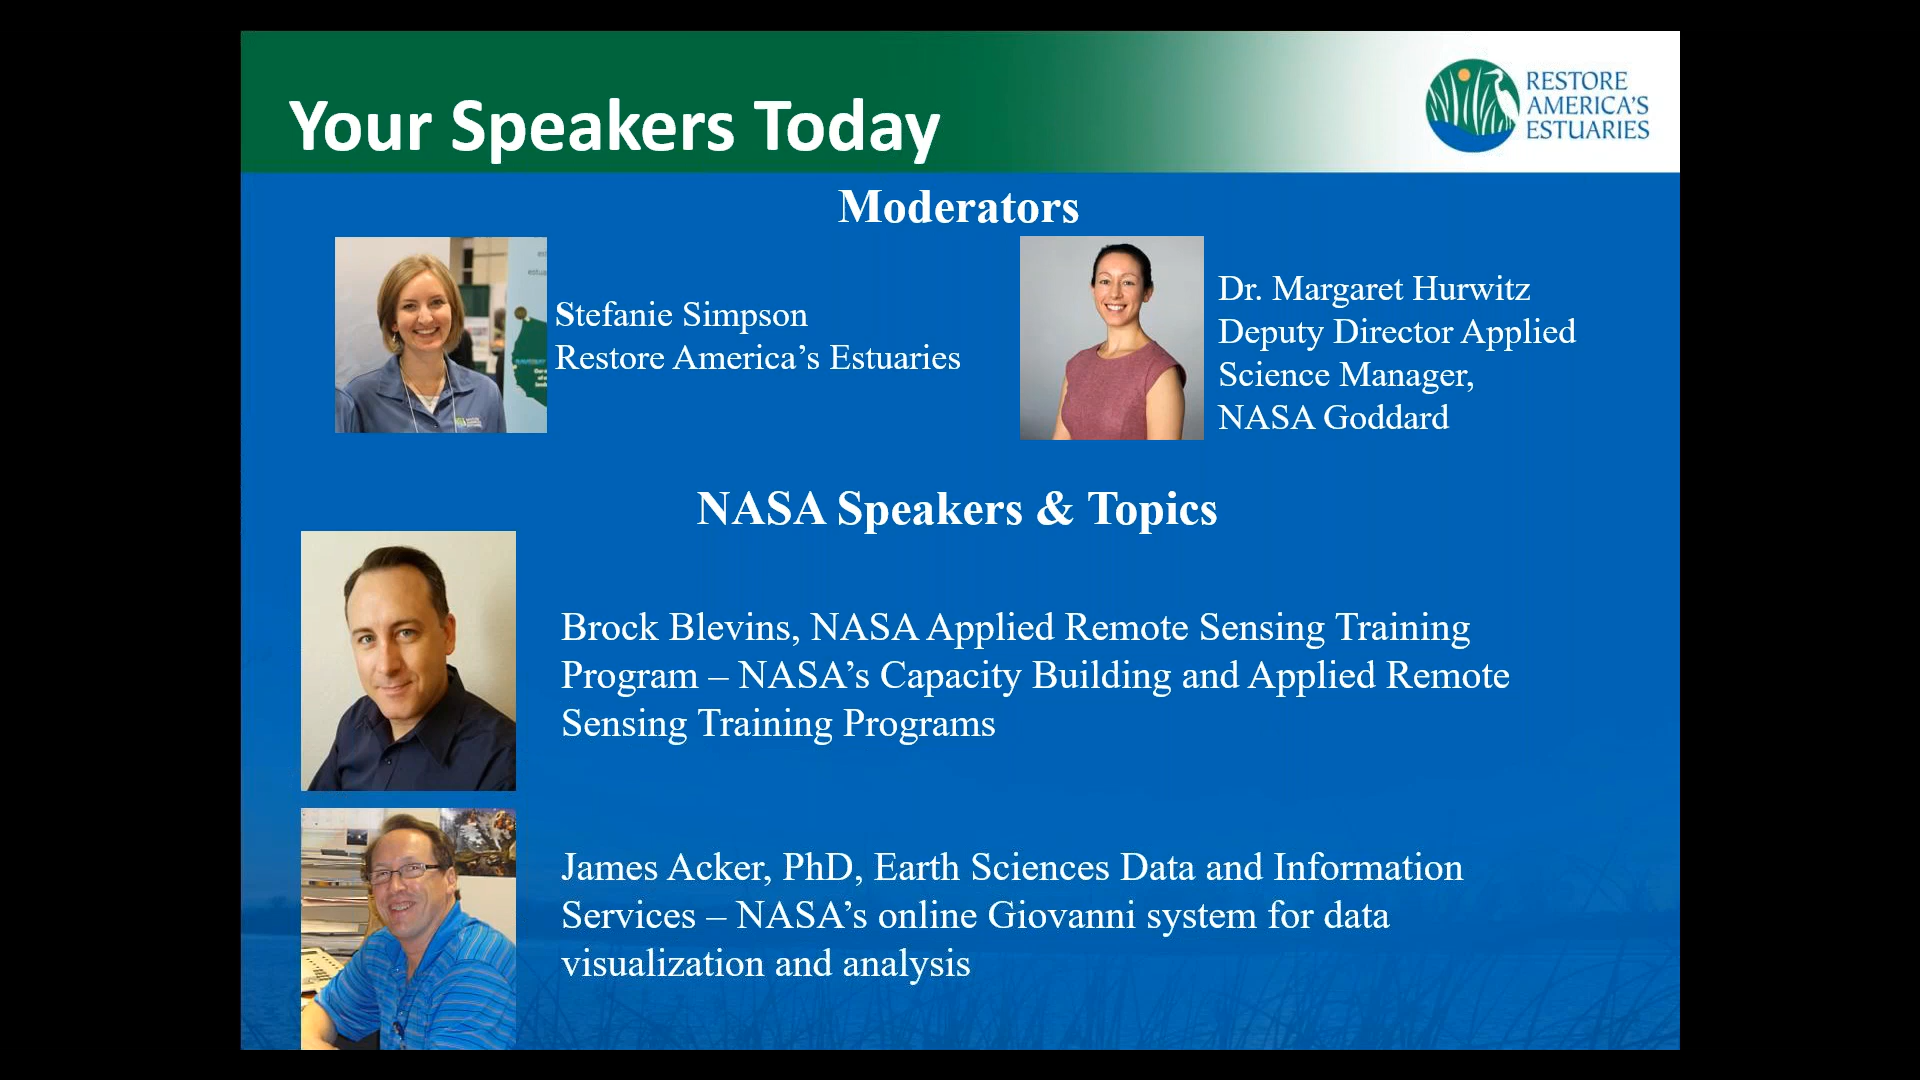 Your Speakers Today
RESTORE
AMERICA'S
ESTUARIES
Moderators
Stefanie Simpson
Restore America's Estuaries
Dr. Margaret Hurwitz
Deputy Director Applied
Science Manager,
NASA Goddard
NASA Speakers & Topics
Brock Blevins, NASA Applied Remote Sensing Training
Program – NASA's Capacity Building and Applied Remote
Sensing Training Programs
James Acker, PhD, Earth Sciences Data and Information
Services – NASA's online Giovanni system for data
visualization and analysis